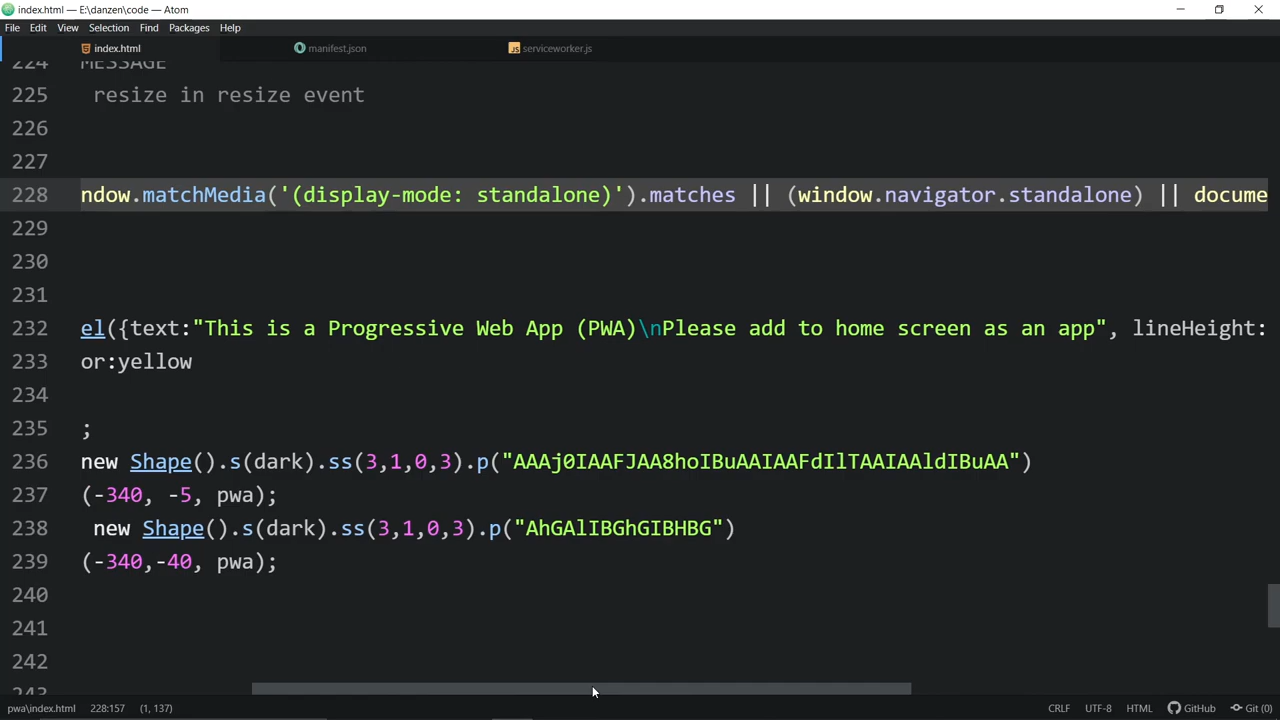 index.html — E:\danzen\code — Atom
File Edit View Selection Find Packages Help
index.html manifest.json serviceworker.js
224 MESSAGE
225 resize in resize event
226
227
228 ndow.matchMedia('(display-mode: standalone)').matches || (window.navigator.standalone) || docume
229
230
231
232 el({text:"This is a Progressive Web App (PWA)\nPlease add to home screen as an app", lineHeight:
233 or:yellow
234
235 ;
236 new Shape().s(dark).ss(3,1,0,3).p("AAAj0IAAFJAA8hoIBuAAIAAFdIlTAAIAAldIBuAA")
237 (-340, -5, pwa);
238 new Shape().s(dark).ss(3,1,0,3).p("AhGAlIBGhGIBHBG")
239 (-340,-40, pwa);
240
241
242
243
pwa\index.html 228:157 (1, 137) CRLF UTF-8 HTML GitHub Git (0)